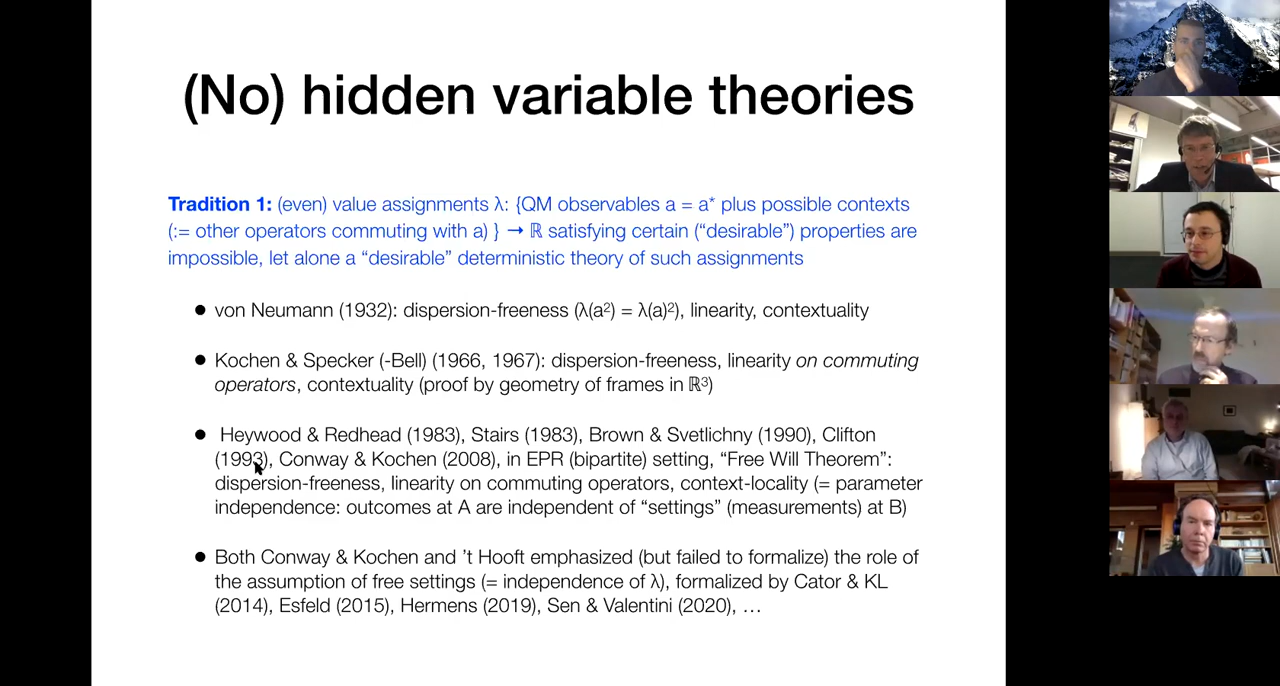 (No) hidden variable theories
Tradition 1: (even) value assignments λ: {QM observables a = a* plus possible contexts
(:= other operators commuting with a) } → ℝ satisfying certain (“desirable”) properties are
impossible, let alone a “desirable” deterministic theory of such assignments
● von Neumann (1932): dispersion-freeness (λ(a²) = λ(a)²), linearity, contextuality
● Kochen & Specker (-Bell) (1966, 1967): dispersion-freeness, linearity on commuting
operators, contextuality (proof by geometry of frames in ℝ³)
● Heywood & Redhead (1983), Stairs (1983), Brown & Svetlichny (1990), Clifton
(1993), Conway & Kochen (2008), in EPR (bipartite) setting, “Free Will Theorem”:
dispersion-freeness, linearity on commuting operators, context-locality (= parameter
independence: outcomes at A are independent of “settings” (measurements) at B)
● Both Conway & Kochen and ’t Hooft emphasized (but failed to formalize) the role of
the assumption of free settings (= independence of λ), formalized by Cator & KL
(2014), Esfeld (2015), Hermens (2019), Sen & Valentini (2020), …